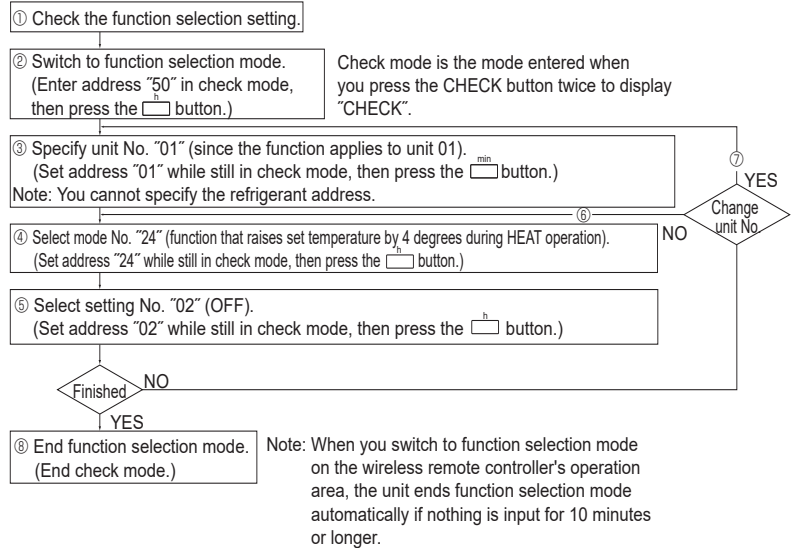 ① Check the function selection setting.
② Switch to function selection mode.
(Enter address ˝50˝ in check mode,
then press the h button.)
Check mode is the mode entered when
you press the CHECK button twice to display
˝CHECK˝.
③ Specify unit No. ˝01˝ (since the function applies to unit 01).
(Set address ˝01˝ while still in check mode, then press the min button.)
Note: You cannot specify the refrigerant address.
⑦
YES
Change
unit No.
⑥
NO
④ Select mode No. ˝24˝ (function that raises set temperature by 4 degrees during HEAT operation).
(Set address ˝24˝ while still in check mode, then press the h button.)
⑤ Select setting No. ˝02˝ (OFF).
(Set address ˝02˝ while still in check mode, then press the h button.)
Finished
NO
YES
⑧ End function selection mode.
(End check mode.)
Note: When you switch to function selection mode
on the wireless remote controller's operation
area, the unit ends function selection mode
automatically if nothing is input for 10 minutes
or longer.